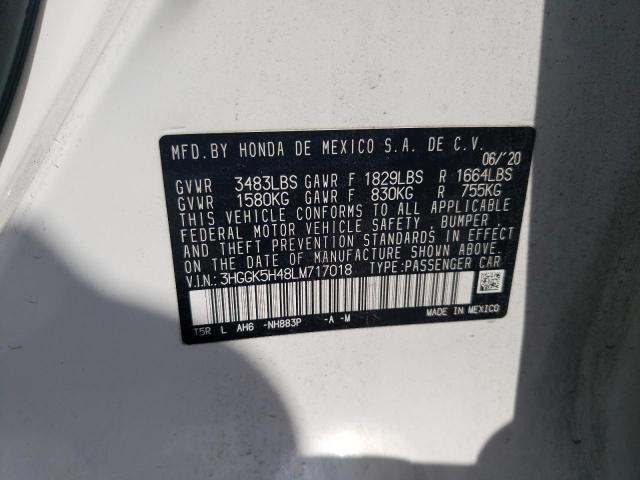 MFD.BY HONDA DE MEXICO S.A. DE C.V.
06/'20
GVWR 3483LBS GAWR F 1829LBS R 1664LBS
GVWR 1580KG GAWR F 830KG R 755KG
THIS VEHICLE CONFORMS TO ALL APPLICABLE
FEDERAL MOTOR VEHICLE SAFETY, BUMPER
AND THEFT PREVENTION STANDARDS IN EFFECT
ON THE DATE OF MANUFACTURE SHOWN ABOVE.
V.I.N.: 3HGGK5H48LM717018 TYPE:PASSENGER CAR
T5R L AH6 -NH883P -A -M MADE IN MEXICO